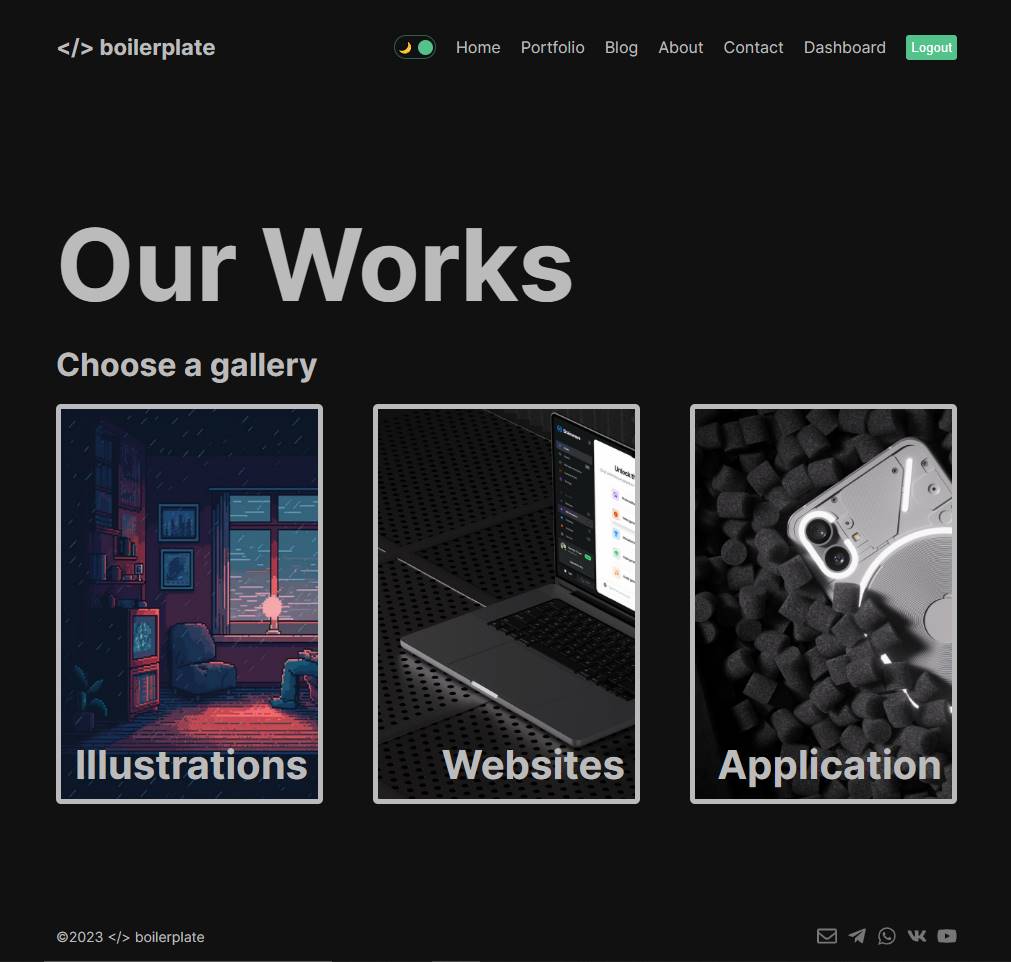 </> boilerplate
Home Portfolio Blog About Contact Dashboard Logout
Our Works
Choose a gallery
Illustrations
Websites
Application
©2023 </> boilerplate